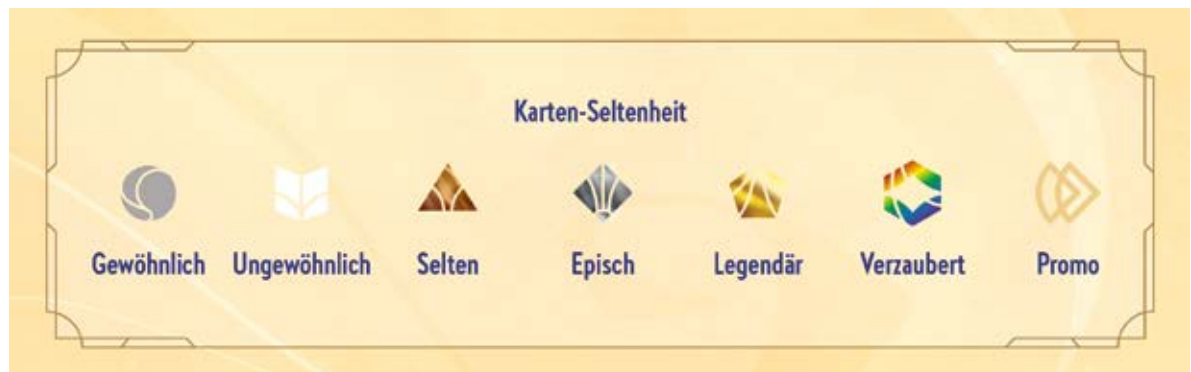 Karten-Seltenheit
Gewöhnlich Ungewöhnlich Selten Episch Legendär Verzaubert Promo